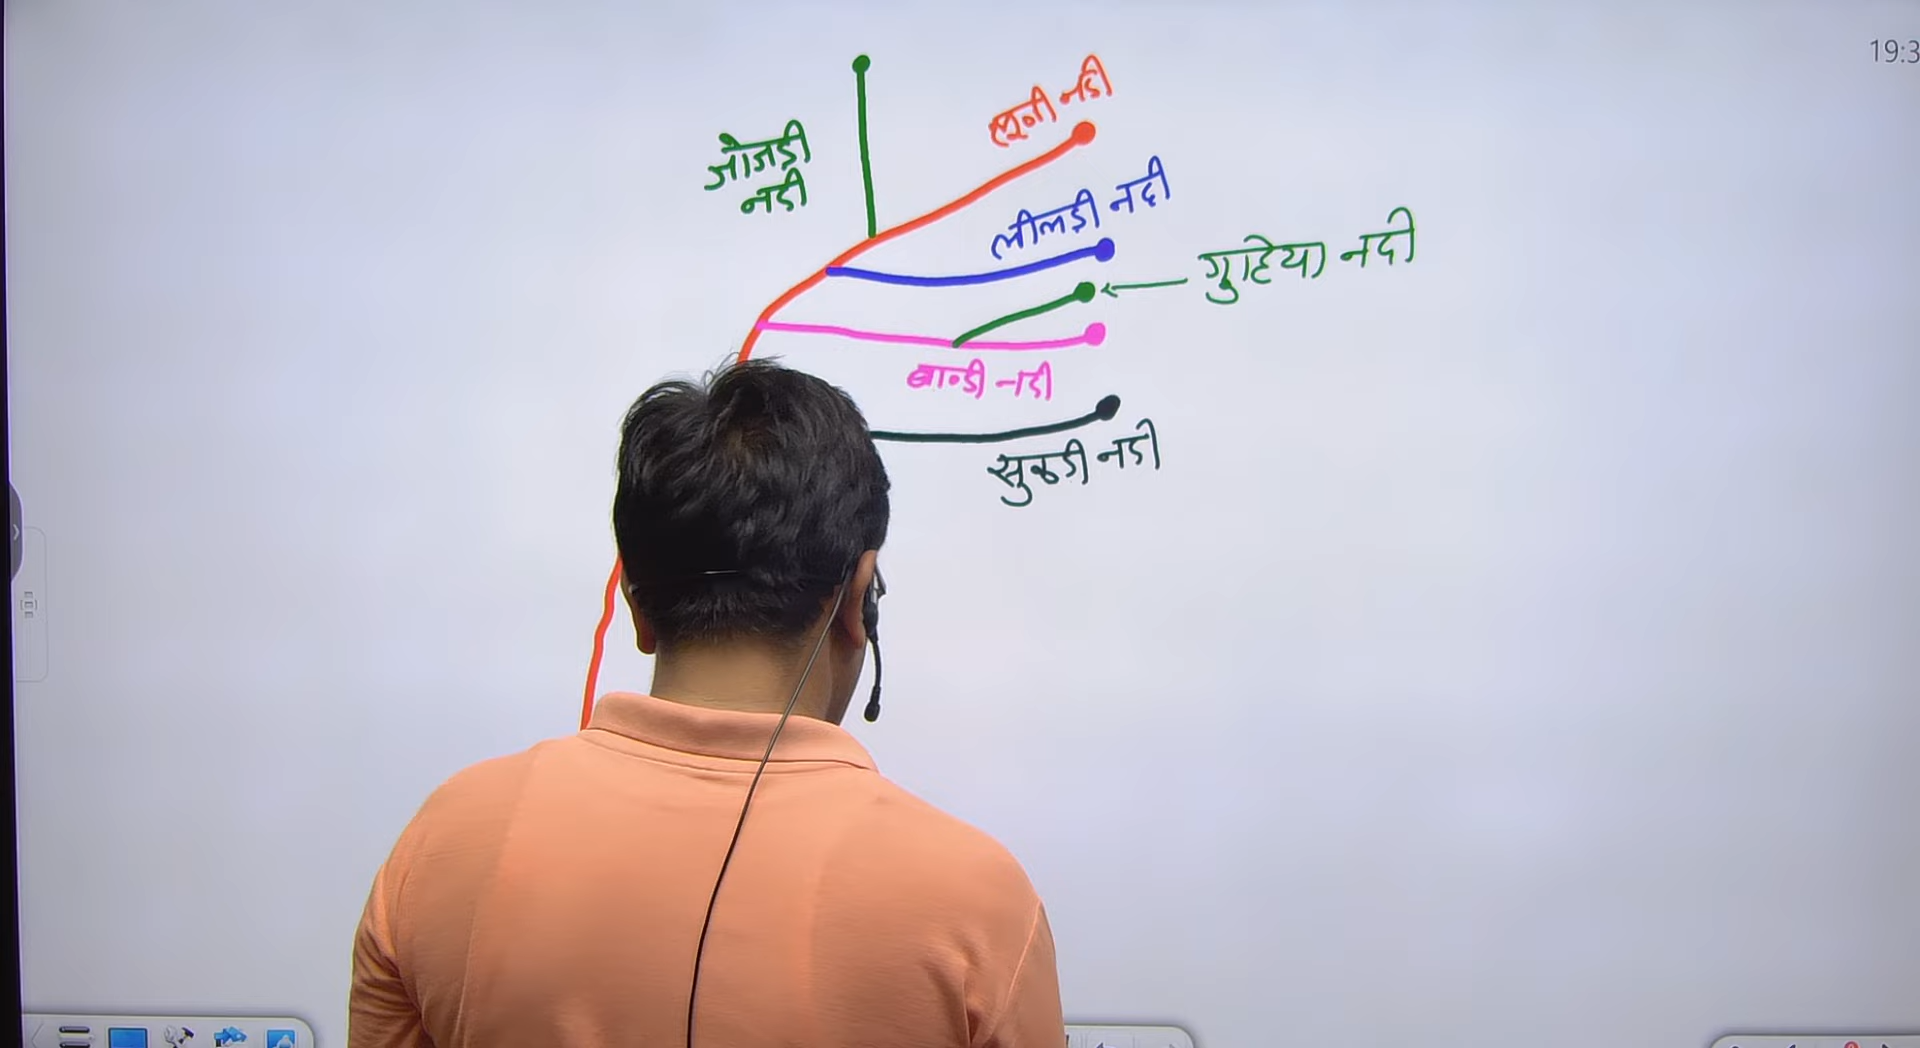 19:3
लूनी नदी
जोजड़ी
नदी
लीलड़ी नदी
गुहिया नदी
बाण्डी नदी
सुकडी नदी